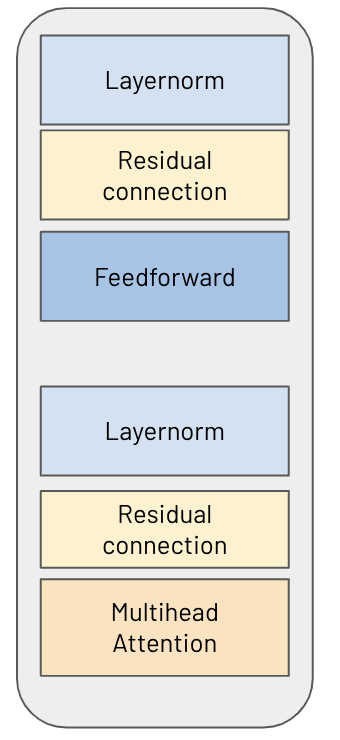 Layernorm
Residual
connection
Feedforward
Layernorm
Residual
connection
Multihead
Attention